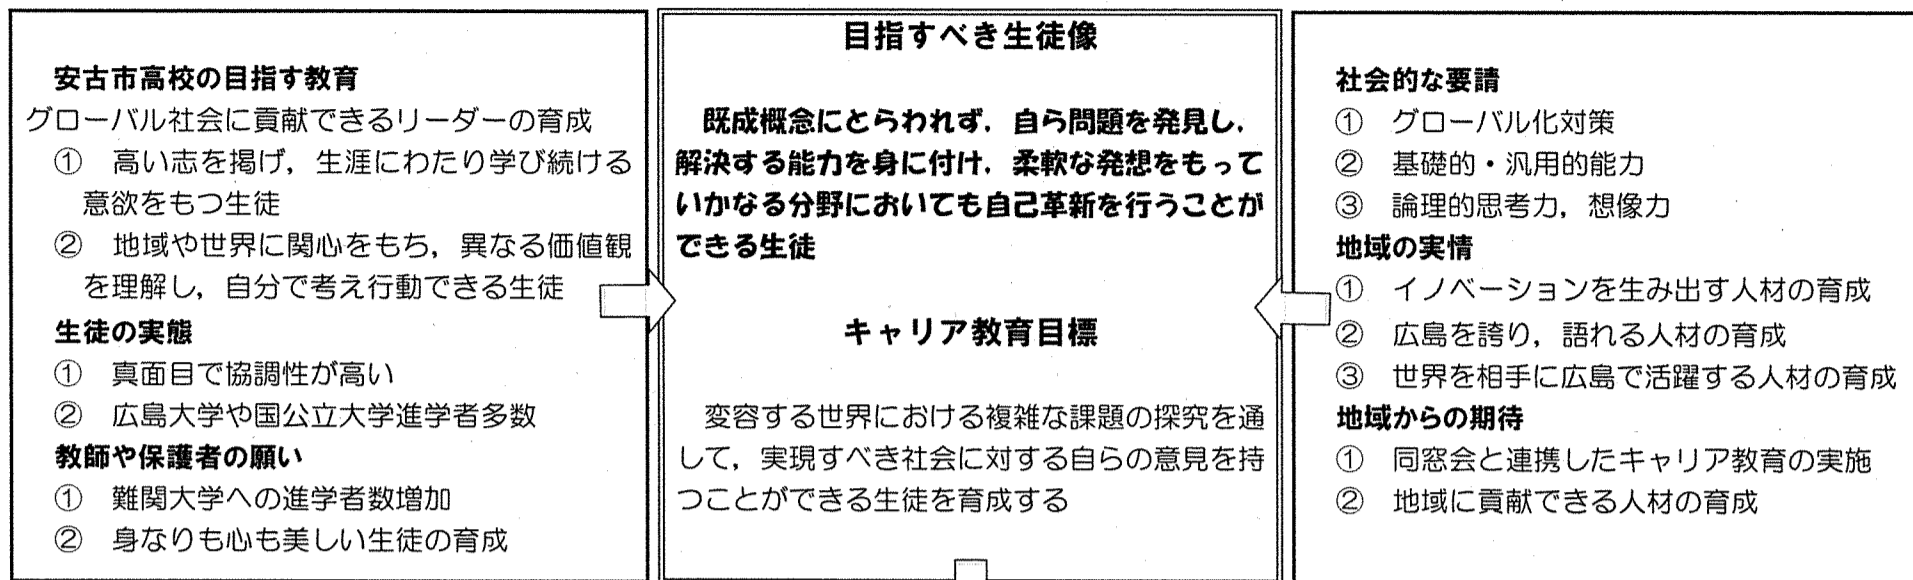 安古市高校の目指す教育
グローバル社会に貢献できるリーダーの育成
① 高い志を掲げ，生涯にわたり学び続ける
意欲をもつ生徒
② 地域や世界に関心をもち，異なる価値観
を理解し，自分で考え行動できる生徒
生徒の実態
① 真面目で協調性が高い
② 広島大学や国公立大学進学者多数
教師や保護者の願い
① 難関大学への進学者数増加
② 身なりも心も美しい生徒の育成
目指すべき生徒像
既成概念にとらわれず，自ら問題を発見し，
解決する能力を身に付け，柔軟な発想をもって
いかなる分野においても自己革新を行うことが
できる生徒
キャリア教育目標
変容する世界における複雑な課題の探究を通
して，実現すべき社会に対する自らの意見を持
つことができる生徒を育成する
社会的な要請
① グローバル化対策
② 基礎的・汎用的能力
③ 論理的思考力，想像力
地域の実情
① イノベーションを生み出す人材の育成
② 広島を誇り，語れる人材の育成
③ 世界を相手に広島で活躍する人材の育成
地域からの期待
① 同窓会と連携したキャリア教育の実施
② 地域に貢献できる人材の育成